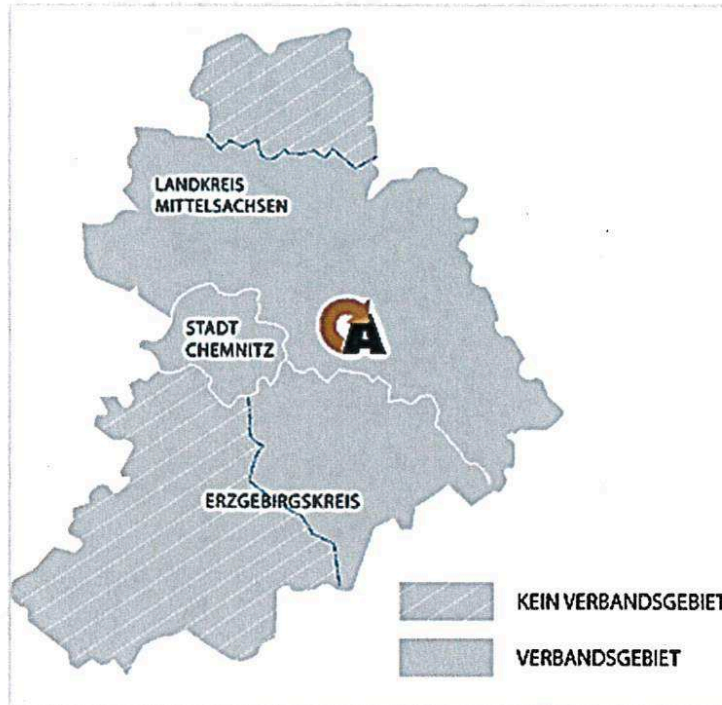 LANDKREIS
MITTELSACHSEN
STADT
CHEMNITZ
A
ERZGEBIRGSKREIS
KEIN VERBANDSGEBIET
VERBANDSGEBIET